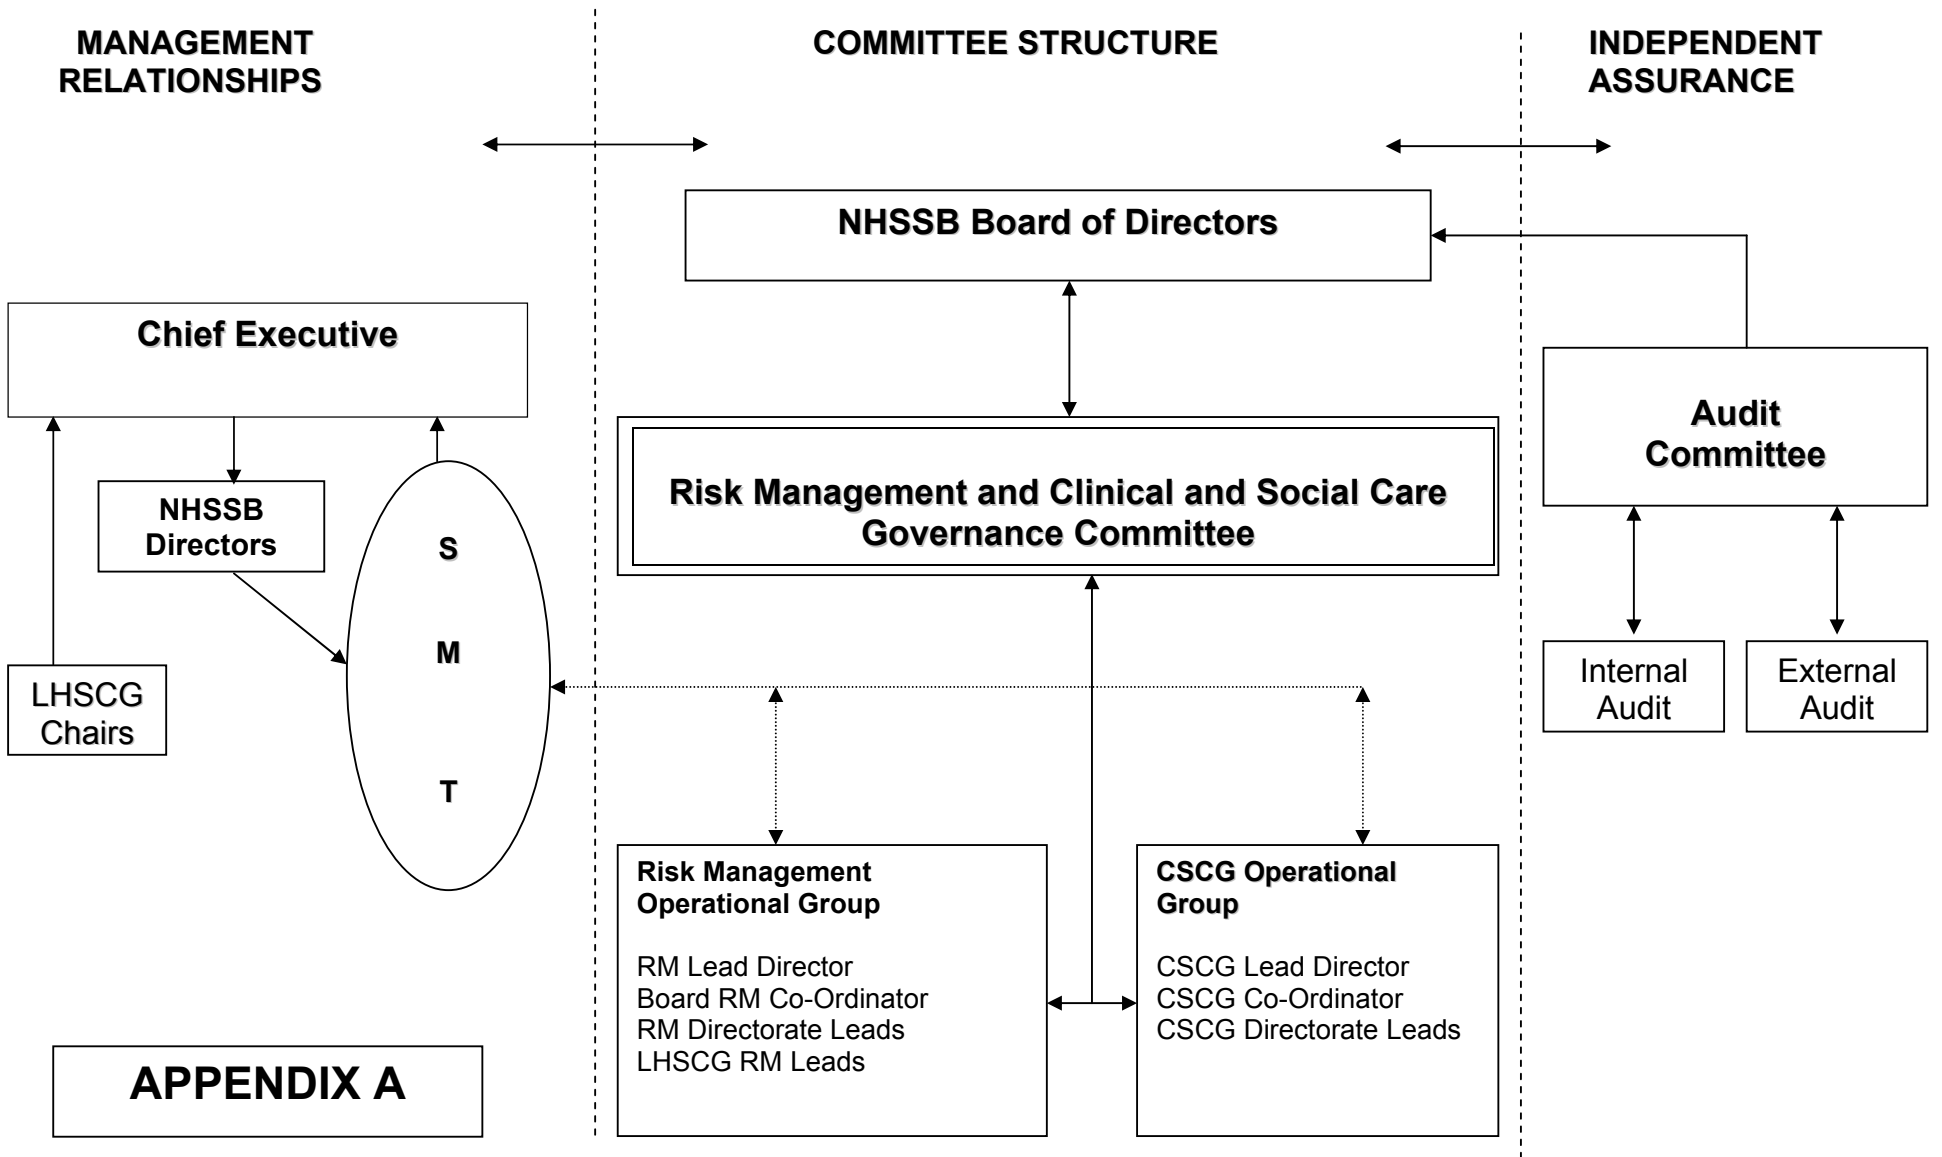 MANAGEMENT
RELATIONSHIPS
COMMITTEE STRUCTURE
INDEPENDENT
ASSURANCE
NHSSB Board of Directors
Chief Executive
NHSSB
Directors
S
M
T
LHSCG
Chairs
Risk Management and Clinical and Social Care
Governance Committee
Audit
Committee
Internal
Audit
External
Audit
Risk Management
Operational Group
RM Lead Director
Board RM Co-Ordinator
RM Directorate Leads
LHSCG RM Leads
CSCG Operational
Group
CSCG Lead Director
CSCG Co-Ordinator
CSCG Directorate Leads
APPENDIX A